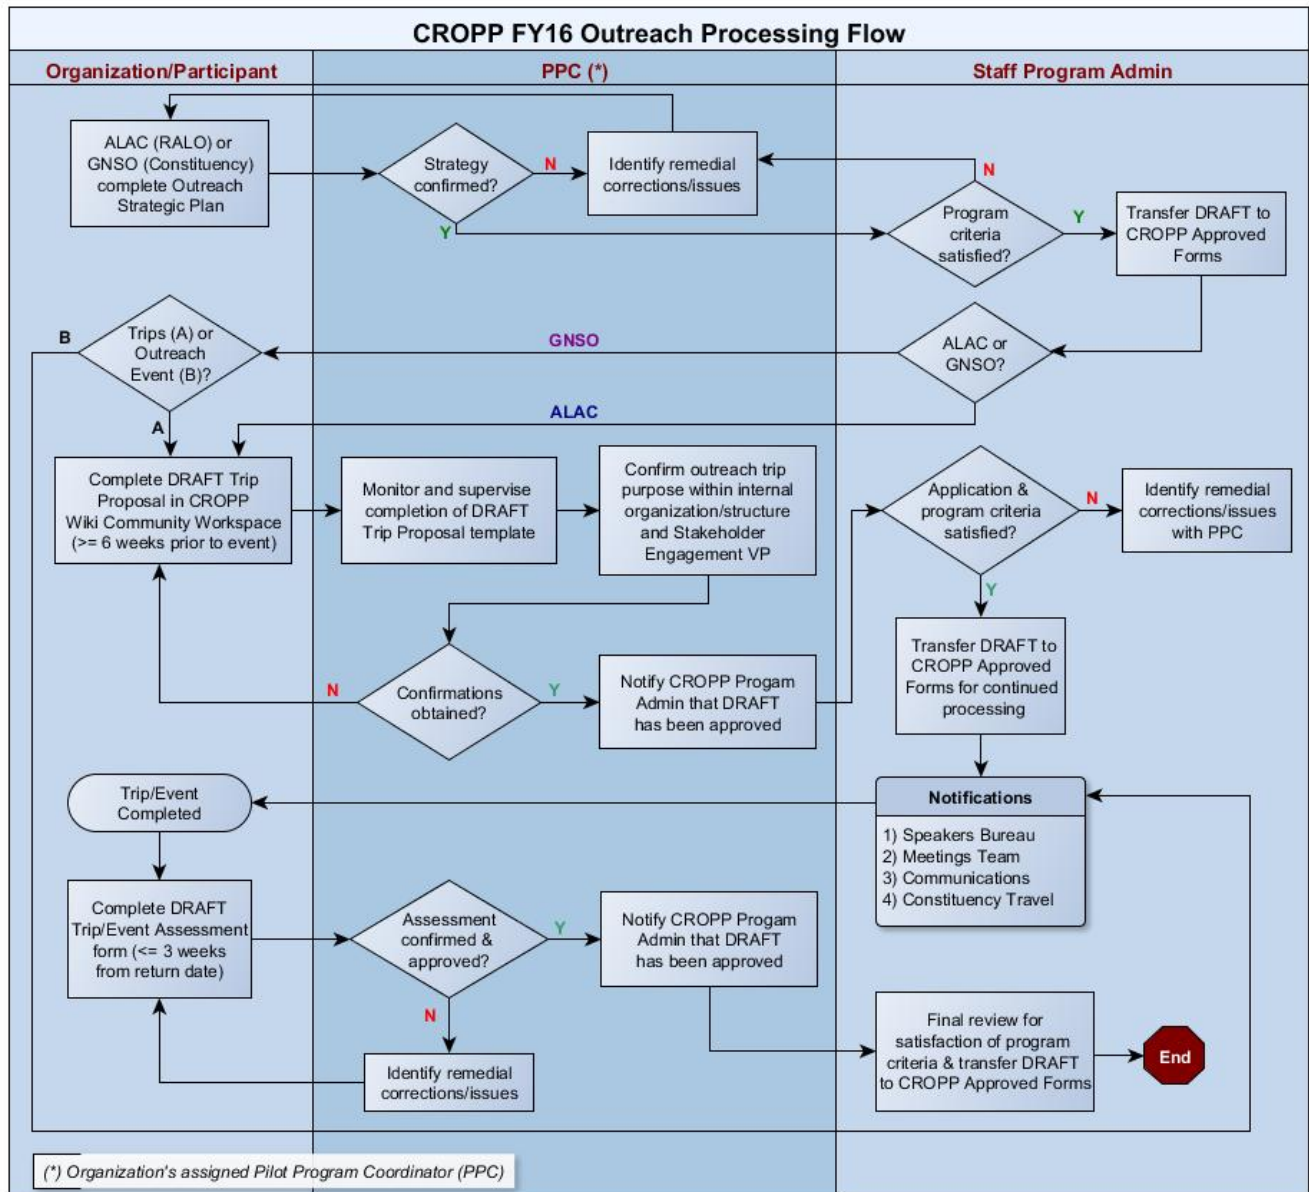 CROPP FY16 Outreach Processing Flow
Organization/Participant
PPC (*)
Staff Program Admin
ALAC (RALO) or
GNSO (Constituency)
complete Outreach
Strategic Plan
Strategy
confirmed?
N
Y
Identify remedial
corrections/issues
N
Program
criteria
satisfied?
Y
Transfer DRAFT to
CROPP Approved
Forms
B
Trips (A) or
Outreach
Event (B)?
A
GNSO
ALAC or
GNSO?
ALAC
Complete DRAFT Trip
Proposal in CROPP
Wiki Community Workspace
(>= 6 weeks prior to event)
Monitor and supervise
completion of DRAFT
Trip Proposal template
Confirm outreach trip
purpose within internal
organization/structure
and Stakeholder
Engagement VP
Application &
program criteria
satisfied?
N
Y
Identify remedial
corrections/issues
with PPC
Transfer DRAFT to
CROPP Approved
Forms for continued
processing
N
Confirmations
obtained?
Y
Notify CROPP Progam
Admin that DRAFT
has been approved
Trip/Event
Completed
Notifications
1) Speakers Bureau
2) Meetings Team
3) Communications
4) Constituency Travel
Complete DRAFT
Trip/Event Assessment
form (<= 3 weeks
from return date)
Assessment
confirmed &
approved?
Y
N
Notify CROPP Progam
Admin that DRAFT
has been approved
Identify remedial
corrections/issues
Final review for
satisfaction of program
criteria & transfer DRAFT
to CROPP Approved Forms
End
(*) Organization's assigned Pilot Program Coordinator (PPC)